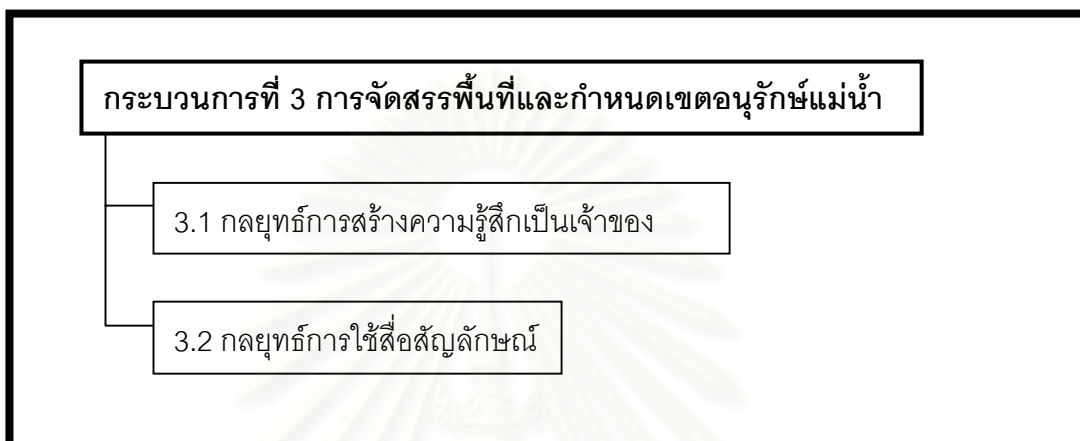 กระบวนการที่ 3 การจัดสรรพื้นที่และกำหนดเขตอนุรักษ์แม่น้ำ
3.1 กลยุทธ์การสร้างความรู้สึกเป็นเจ้าของ
3.2 กลยุทธ์การใช้สื่อสัญลักษณ์